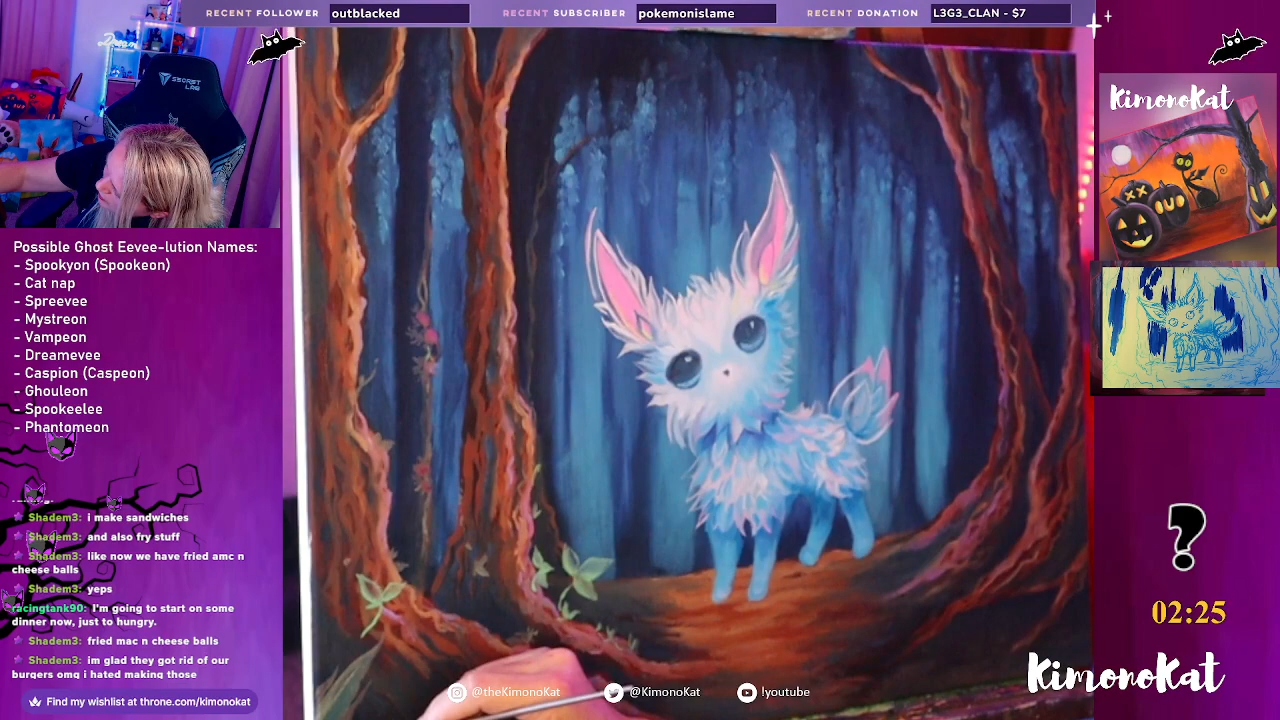 RECENT FOLLOWER outblacked RECENT SUBSCRIBER pokemonislame RECENT DONATION L3G3_CLAN - $7
SECRET LAB
KimonoKat
Possible Ghost Eevee-lution Names:
- Spookyon (Spookeon)
- Cat nap
- Spreevee
- Mystreon
- Vampeon
- Dreamevee
- Caspion (Caspeon)
- Ghouleon
- Spookeelee
- Phantomeon
Shadem3: i make sandwiches
Shadem3: and also fry stuff
Shadem3: like now we have fried amc n
cheese balls
Shadem3: yeps
racingtank90: I'm going to start on some
dinner now, just to hungry.
Shadem3: fried mac n cheese balls
Shadem3: im glad they got rid of our
burgers omg i hated making those
Find my wishlist at throne.com/kimonokat
@theKimonoKat @KimonoKat !youtube
?
02:25
KimonoKat